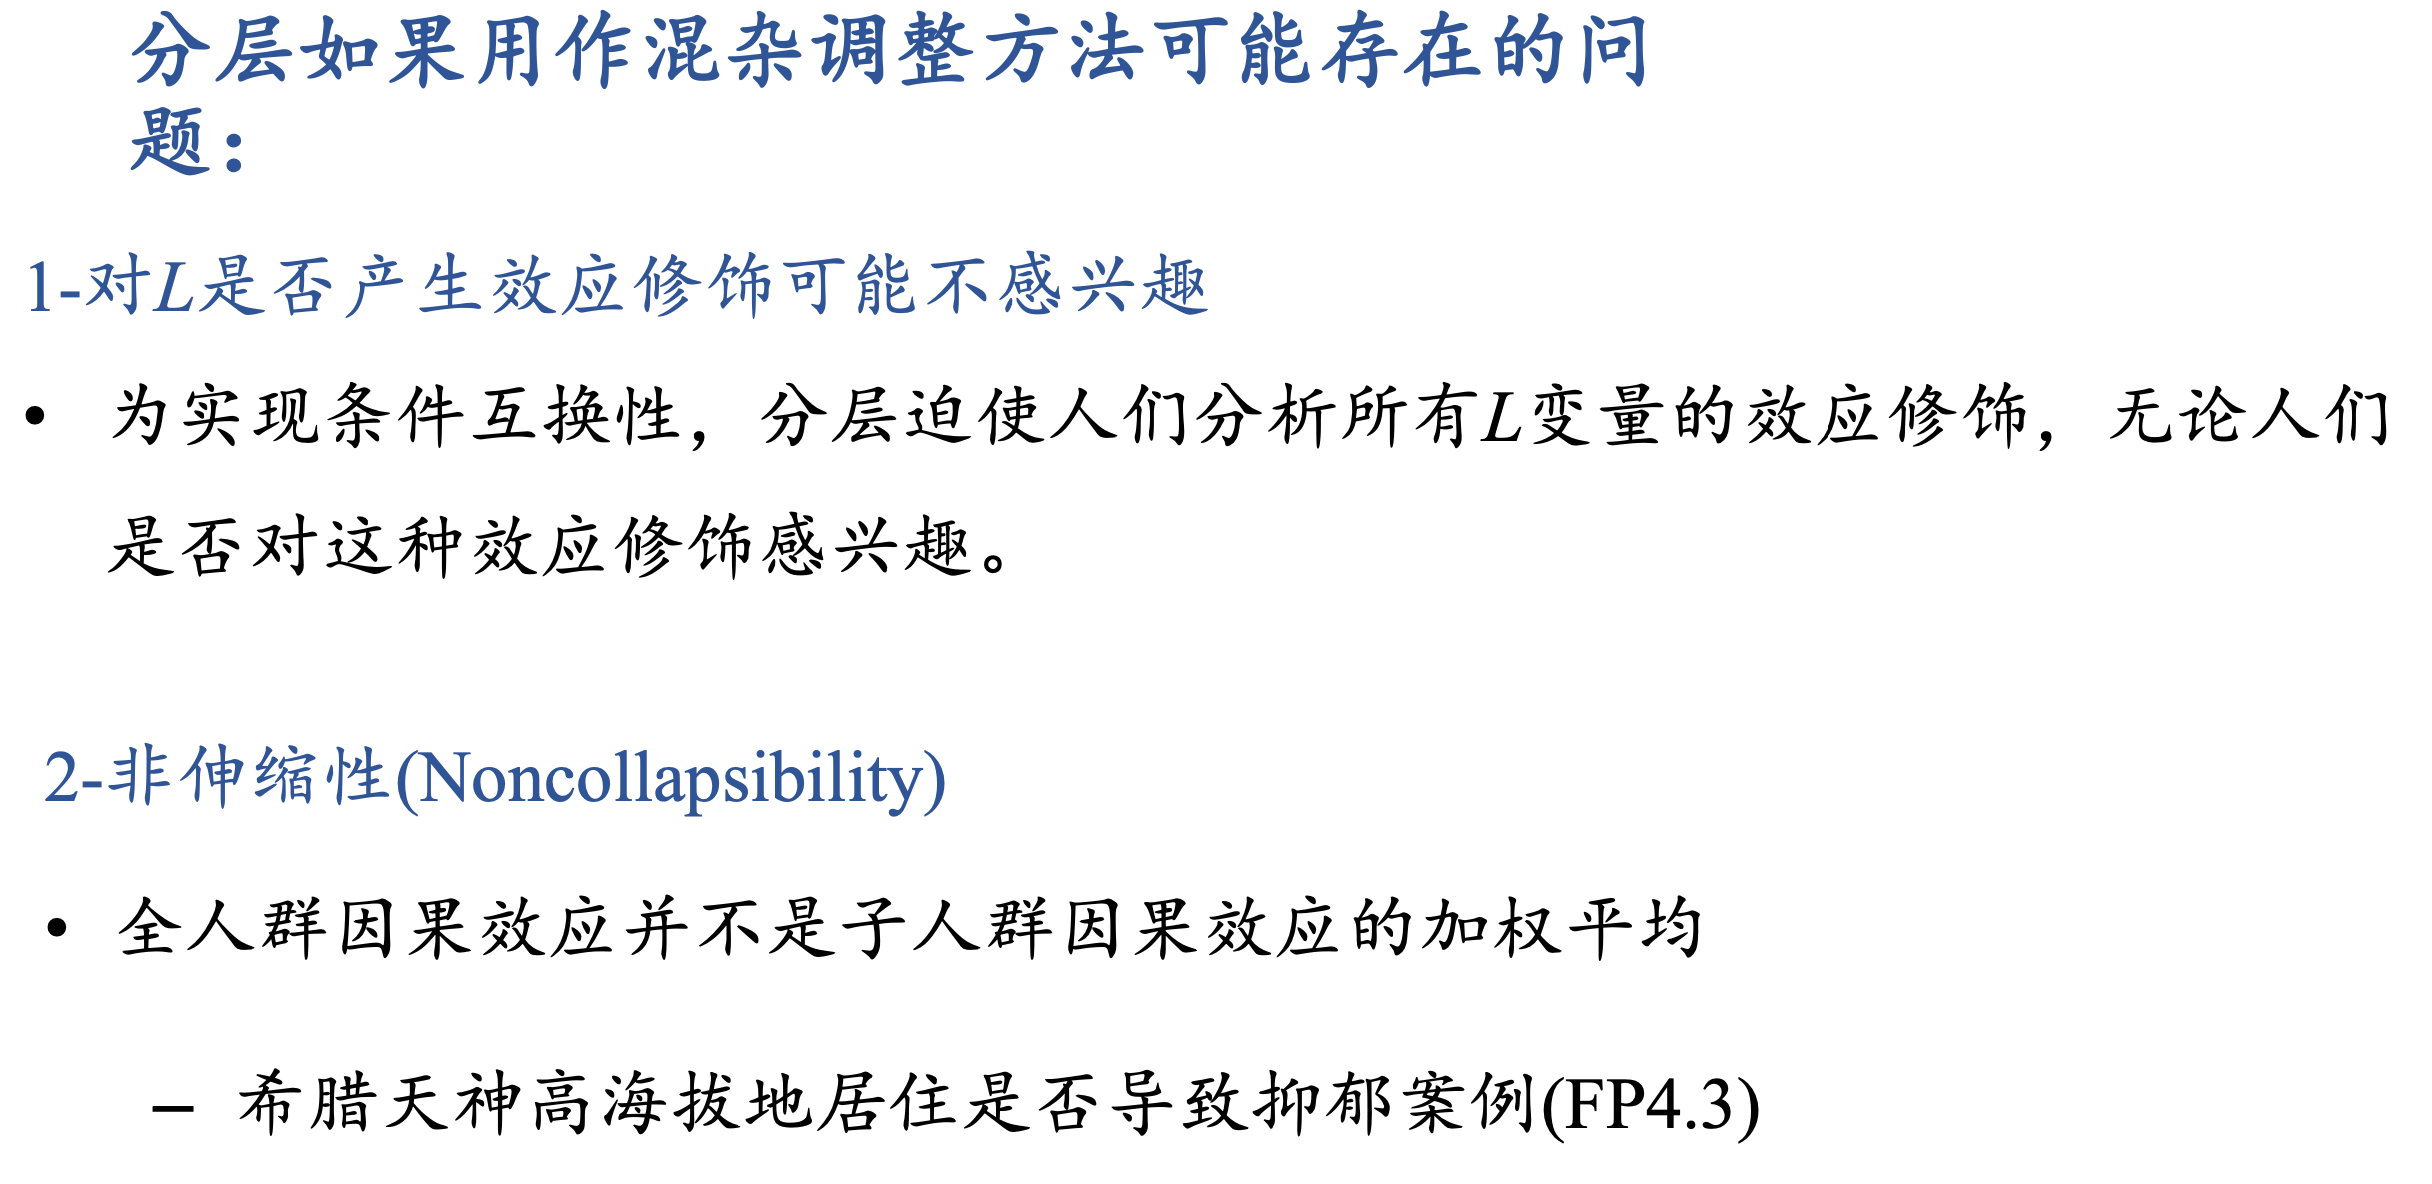 分层如果用作混杂调整方法可能存在的问
题：
1-对L是否产生效应修饰可能不感兴趣
• 为实现条件互换性，分层迫使人们分析所有L变量的效应修饰，无论人们
是否对这种效应修饰感兴趣。
2-非伸缩性(Noncollapsibility)
• 全人群因果效应并不是子人群因果效应的加权平均
– 希腊天神高海拔地居住是否导致抑郁案例(FP4.3)